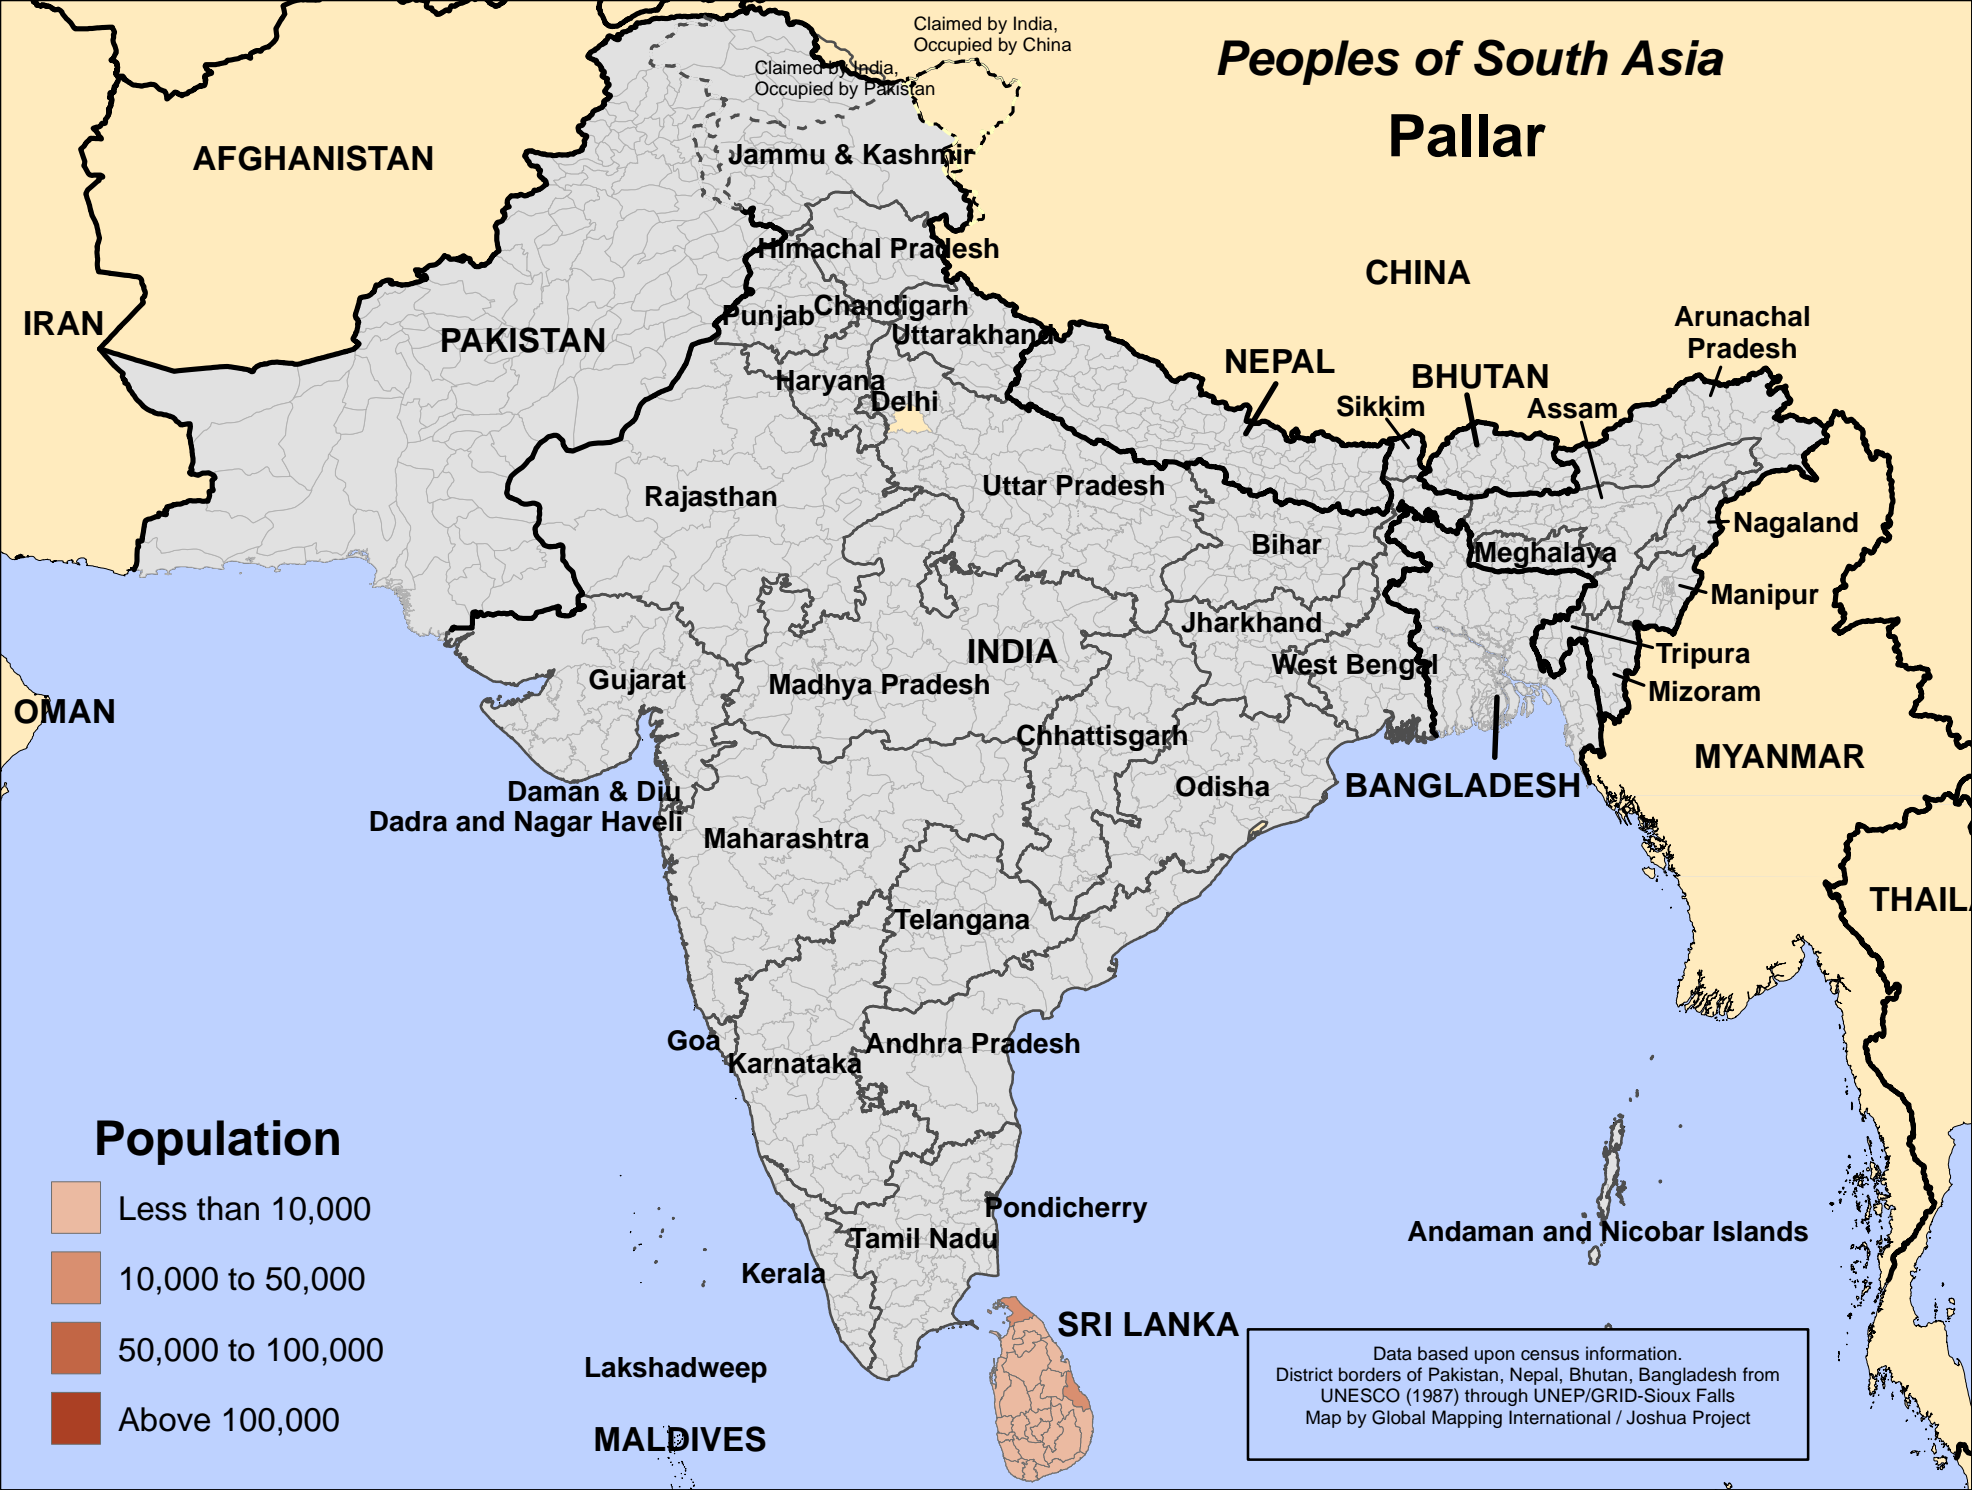 Claimed by India,
Occupied by China
Peoples of South Asia
Claimed by India,
Occupied by Pakistan
Pallar
AFGHANISTAN
Jammu & Kashmir
Himachal Pradesh
CHINA
IRAN
Punjab
Chandigarh
Arunachal
Pradesh
PAKISTAN
Uttarakhand
NEPAL
BHUTAN
Haryana
Delhi
Sikkim
Assam
Rajasthan
Uttar Pradesh
Nagaland
Bihar
Meghalaya
Manipur
Jharkhand
INDIA
Tripura
West Bengal
Gujarat
Madhya Pradesh
Mizoram
OMAN
Chhattisgarh
MYANMAR
Odisha
BANGLADESH
Daman & Diu
Dadra and Nagar Haveli
Maharashtra
THAIL
Telangana
Goa
Andhra Pradesh
Karnataka
Population
Less than 10,000
10,000 to 50,000
50,000 to 100,000
Above 100,000
Pondicherry
Tamil Nadu
Andaman and Nicobar Islands
Kerala
SRI LANKA
Lakshadweep
MALDIVES
Data based upon census information.
District borders of Pakistan, Nepal, Bhutan, Bangladesh from
UNESCO (1987) through UNEP/GRID-Sioux Falls
Map by Global Mapping International / Joshua Project